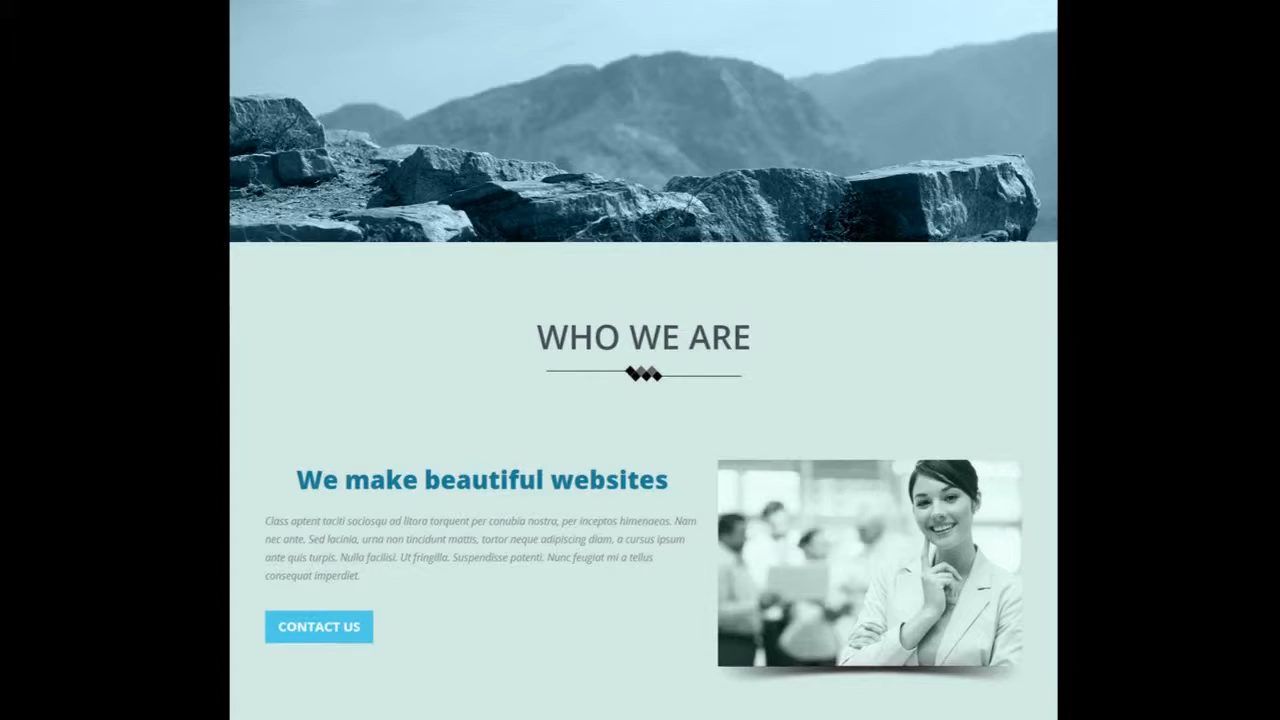 WHO WE ARE
We make beautiful websites
Class aptent taciti sociosqu ad litora torquent per conubia nostra, per inceptos himenaeos. Nam
nec ante. Sed lacinia, urna non tincidunt mattis, tortor neque adipiscing diam, a cursus ipsum
ante quis turpis. Nulla facilisi. Ut fringilla. Suspendisse potenti. Nunc feugiat mi a tellus
consequat imperdiet.
CONTACT US